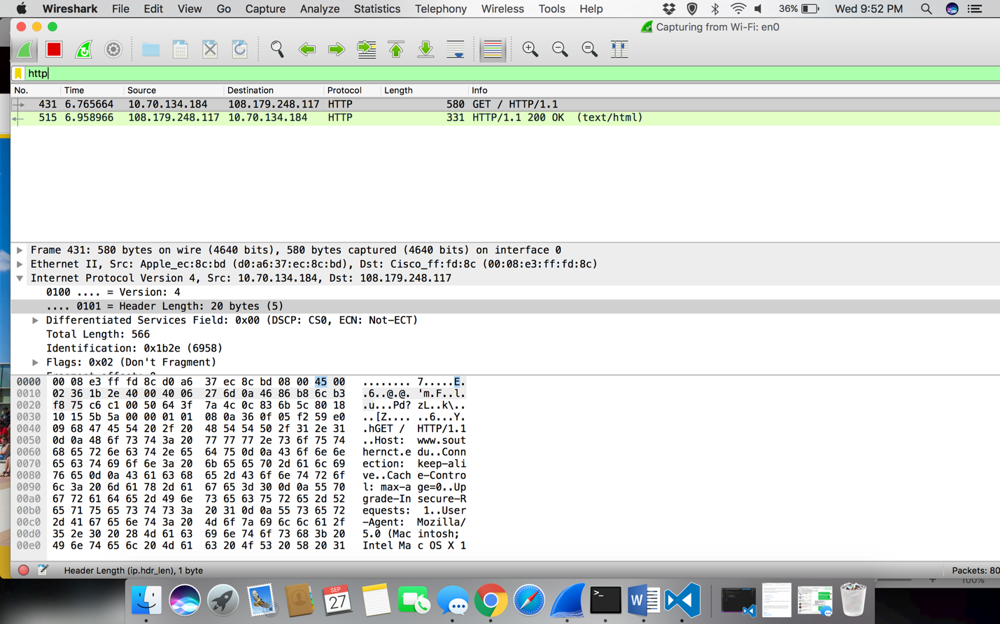 Wireshark File Edit View Go Capture Analyze Statistics Telephony Wireless Tools Help 36% Wed 9:52 PM
Capturing from Wi-Fi: en0
http
No. Time Source Destination Protocol Length Info
431 6.765664 10.70.134.184 108.179.248.117 HTTP 580 GET / HTTP/1.1
515 6.958966 108.179.248.117 10.70.134.184 HTTP 331 HTTP/1.1 200 OK (text/html)
Frame 431: 580 bytes on wire (4640 bits), 580 bytes captured (4640 bits) on interface 0
Ethernet II, Src: Apple_ec:8c:bd (d0:a6:37:ec:8c:bd), Dst: Cisco_ff:fd:8c (00:08:e3:ff:fd:8c)
Internet Protocol Version 4, Src: 10.70.134.184, Dst: 108.179.248.117
0100 .... = Version: 4
.... 0101 = Header Length: 20 bytes (5)
Differentiated Services Field: 0x00 (DSCP: CS0, ECN: Not-ECT)
Total Length: 566
Identification: 0x1b2e (6958)
Flags: 0x02 (Don't Fragment)
Fragment offset: 0
0000 00 08 e3 ff fd 8c d0 a6 37 ec 8c bd 08 00 45 00 ........ 7.....E.
0010 02 36 1b 2e 40 00 40 06 27 6d 0a 46 86 b8 6c b3 .6..@.@. 'm.F..l.
0020 f8 75 c6 c1 00 50 64 3f 7a 4c 0c 83 6b 5c 80 18 .u...Pd? zL..k\..
0030 10 15 5b 5a 00 00 01 01 08 0a 36 0f 05 f2 59 e0 ..[Z.... ..6...Y.
0040 09 68 47 45 54 20 2f 20 48 54 54 50 2f 31 2e 31 .hGET / HTTP/1.1
0050 0d 0a 48 6f 73 74 3a 20 77 77 77 2e 73 6f 75 74 ..Host: www.sout
0060 68 65 72 6e 63 74 2e 65 64 75 0d 0a 43 6f 6e 6e hernct.e du..Conn
0070 65 63 74 69 6f 6e 3a 20 6b 65 65 70 2d 61 6c 69 ection: keep-ali
0080 76 65 0d 0a 43 61 63 68 65 2d 43 6f 6e 74 72 6f ve..Cach e-Contro
0090 6c 3a 20 6d 61 78 2d 61 67 65 3d 30 0d 0a 55 70 l: max-a ge=0..Up
00a0 67 72 61 64 65 2d 49 6e 73 65 63 75 72 65 2d 52 grade-In secure-R
00b0 65 71 75 65 73 74 73 3a 20 31 0d 0a 55 73 65 72 equests: 1..User
00c0 2d 41 67 65 6e 74 3a 20 4d 6f 7a 69 6c 6c 61 2f -Agent: Mozilla/
00d0 35 2e 30 20 28 4d 61 63 69 6e 74 6f 73 68 3b 20 5.0 (Mac intosh;
00e0 49 6e 74 65 6c 20 4d 61 63 20 4f 53 20 58 20 31 Intel Ma c OS X 1
Header Length (ip.hdr_len), 1 byte Packets: 80
100%
SEP
27
>_
W